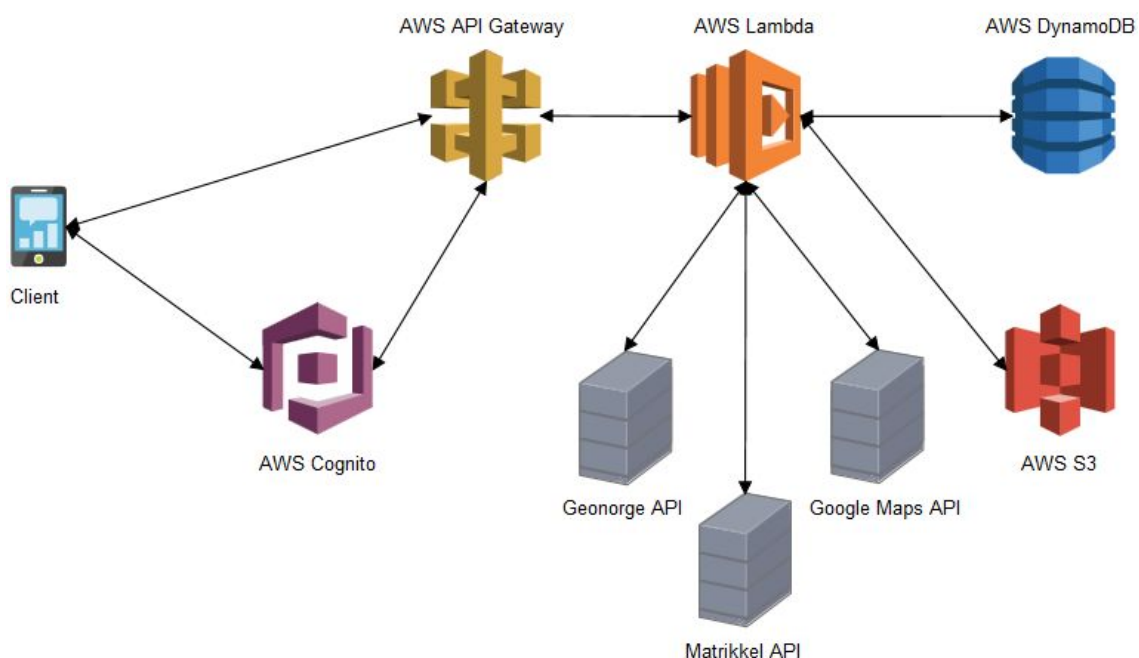 AWS API Gateway
AWS Lambda
AWS DynamoDB
Client
AWS Cognito
Geonorge API
Google Maps API
AWS S3
Matrikkel API